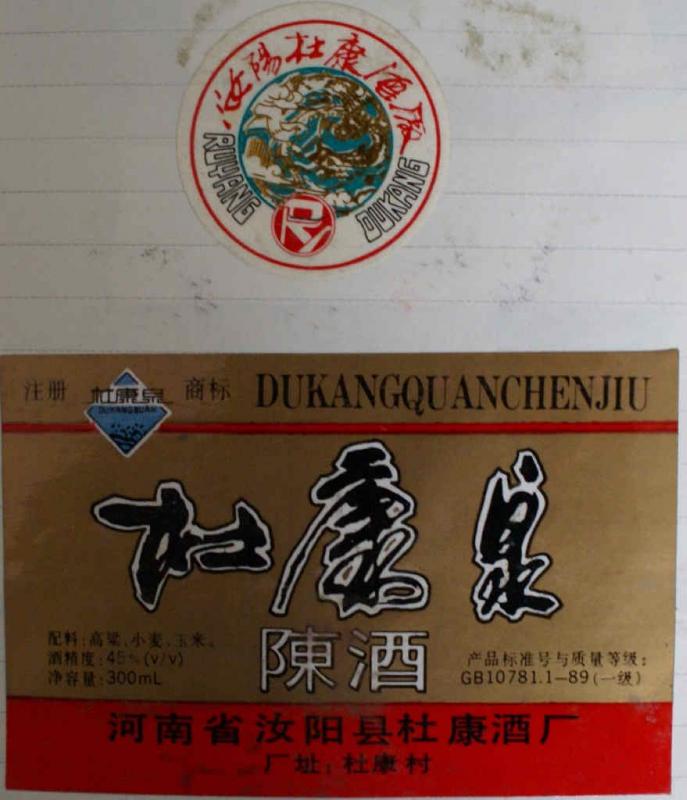 汝阳杜康酒厂
RUYANG DUKANG
注册 杜康泉 商标 DUKANGQUANCHENJIU
DUKANGQUAN
杜康泉
陳酒
配料:高粱、小麦、玉米。
酒精度:45%(v/v)
净容量:300mL
产品标准号与质量等级:
GB10781.1-89(一级)
河南省汝阳县杜康酒厂
厂址:杜康村